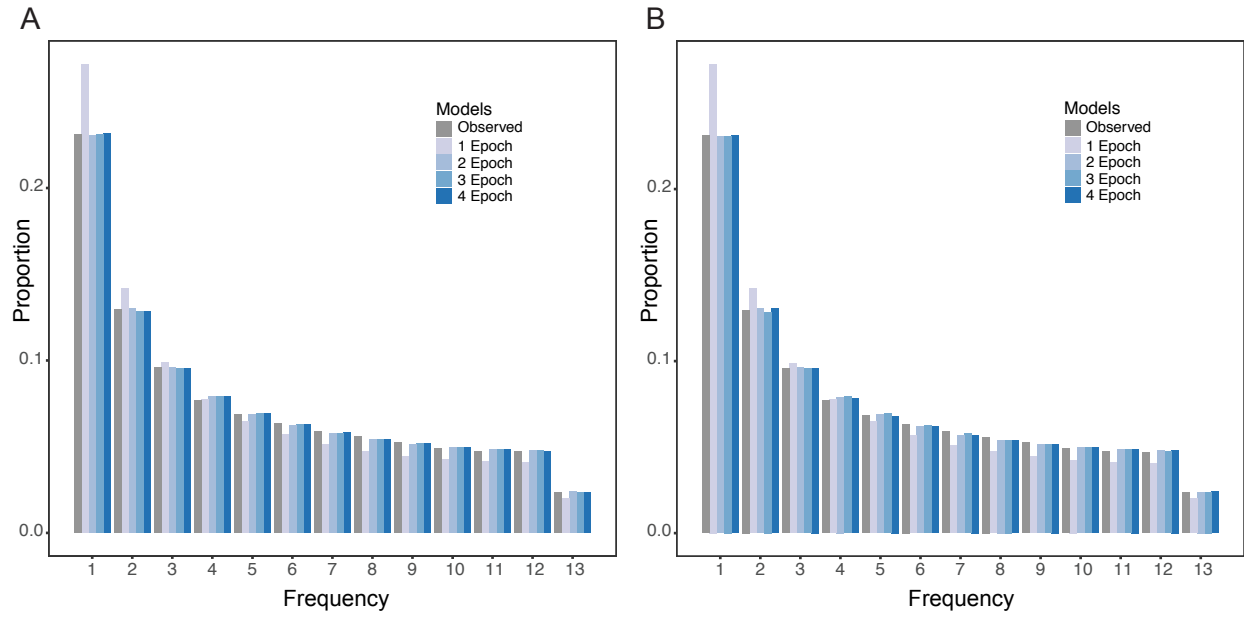 A
Proportion
0.2
0.1
0.0
Models
Observed
1 Epoch
2 Epoch
3 Epoch
4 Epoch
1 2 3 4 5 6 7 8 9 10 11 12 13
Frequency
B
Proportion
0.2
0.1
0.0
Models
Observed
1 Epoch
2 Epoch
3 Epoch
4 Epoch
1 2 3 4 5 6 7 8 9 10 11 12 13
Frequency